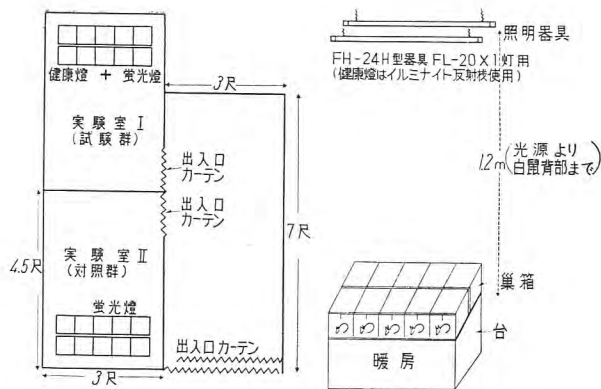 健康燈 + 蛍光燈
実験室 I
(試験群)
3尺
出入口
カーテン
出入口
カーテン
7尺
4.5尺
実験室 II
(対照群)
蛍光燈
出入口カーテン
3尺
照明器具
FH-24H型器具 FL-20X1灯用
(健康燈はイルミナイト反射板使用)
1.2m(光源より
白鼠背部まで)
巣箱
台
暖房